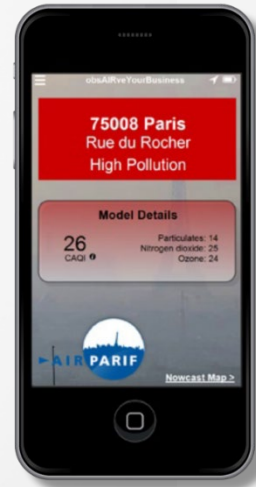 obsAIRveYourBusiness
75008 Paris
Rue du Rocher
High Pollution
Model Details
26
CAQI
Particulates: 14
Nitrogen dioxide: 25
Ozone: 24
AIRPARIF
Nowcast Map >